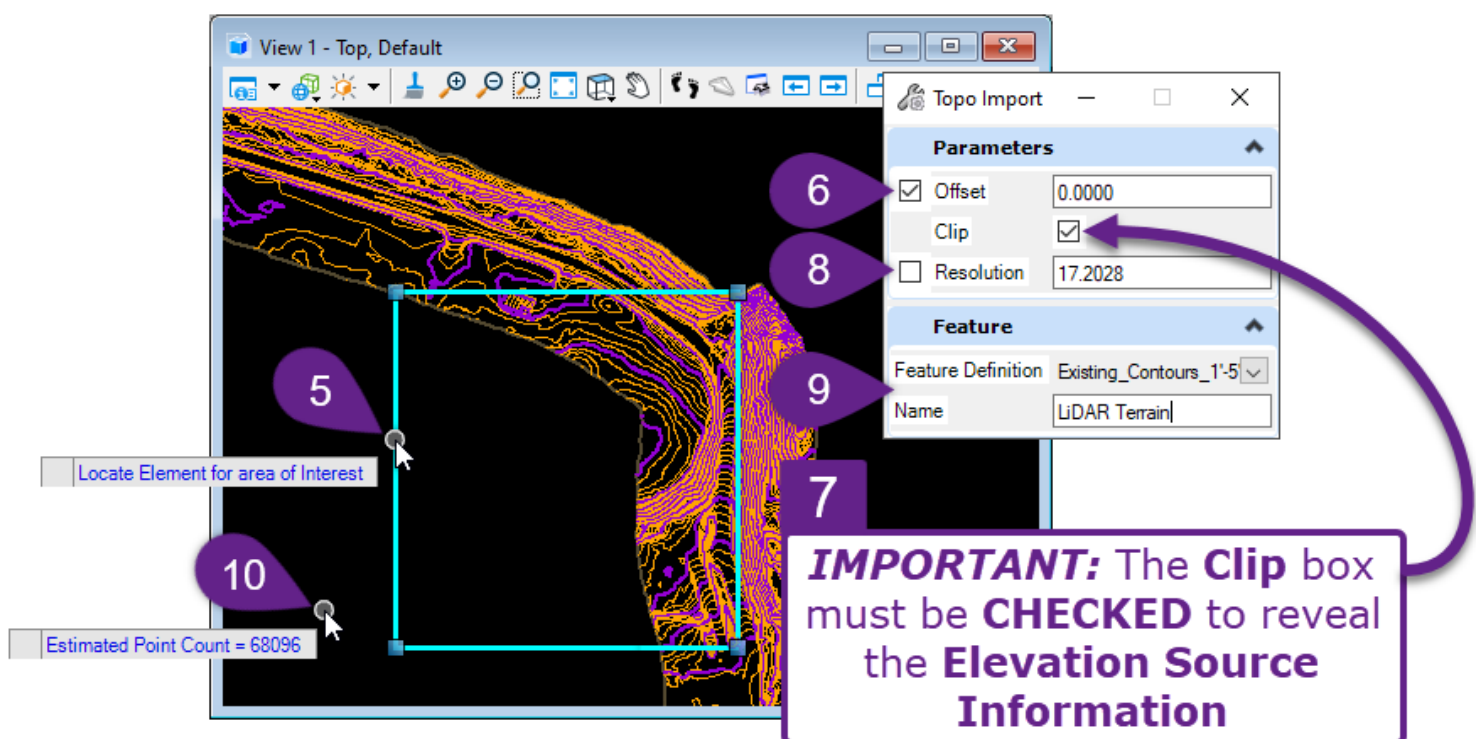 View 1 - Top, Default
Topo Import
Parameters
6
Offset 0.0000
Clip
8
Resolution 17.2028
Feature
9
Feature Definition Existing_Contours_1'-5'
Name LiDAR Terrain
5
Locate Element for area of Interest
7
10
Estimated Point Count = 68096
IMPORTANT: The Clip box
must be CHECKED to reveal
the Elevation Source
Information